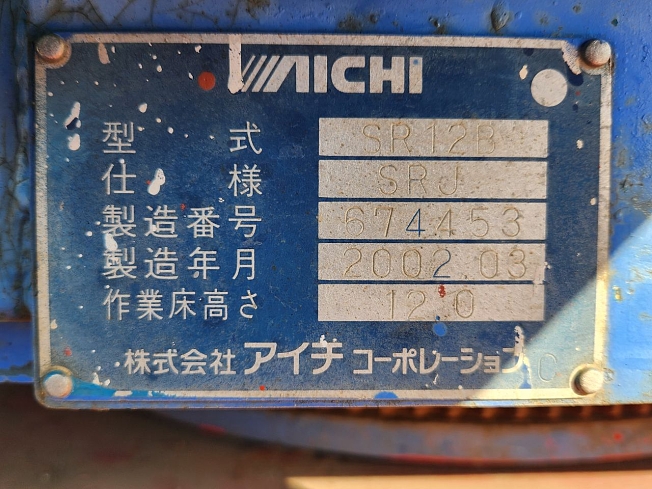 AICHI
型式 SR12B
仕様 SRJ
製造番号 674453
製造年月 2002.03
作業床高さ 12.0
株式会社 アイチ コーポレーション C